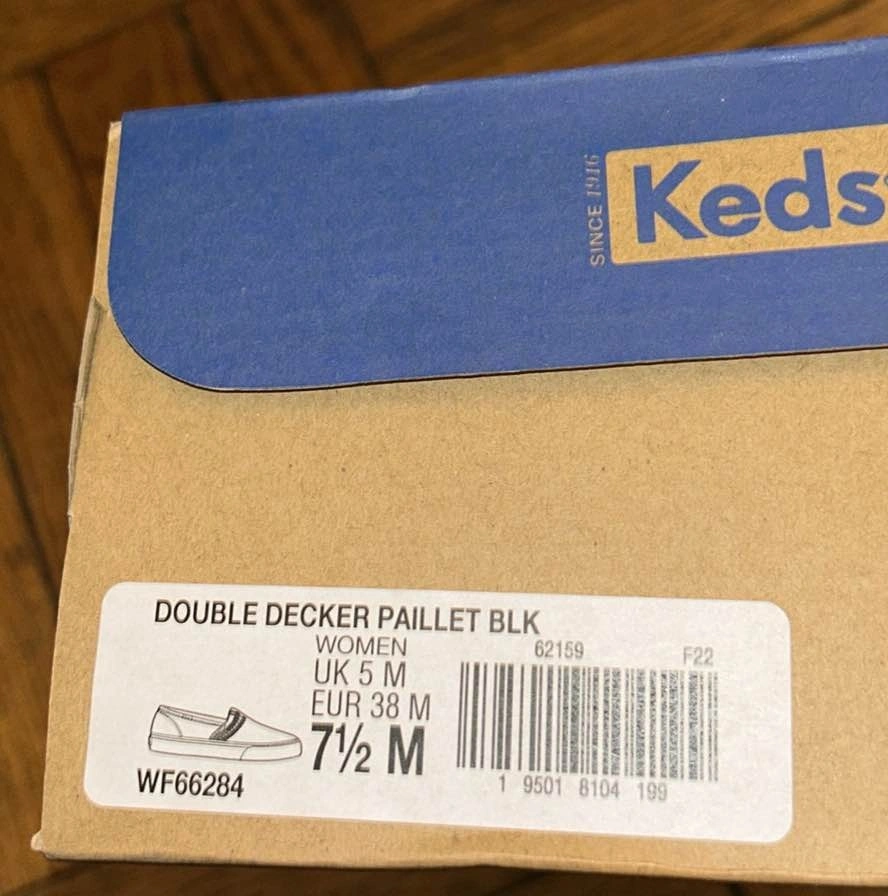 SINCE 1916
Keds
DOUBLE DECKER PAILLET BLK
WOMEN
62159
F22
UK 5 M
EUR 38 M
7½ M
WF66284
1 9501 8104 199